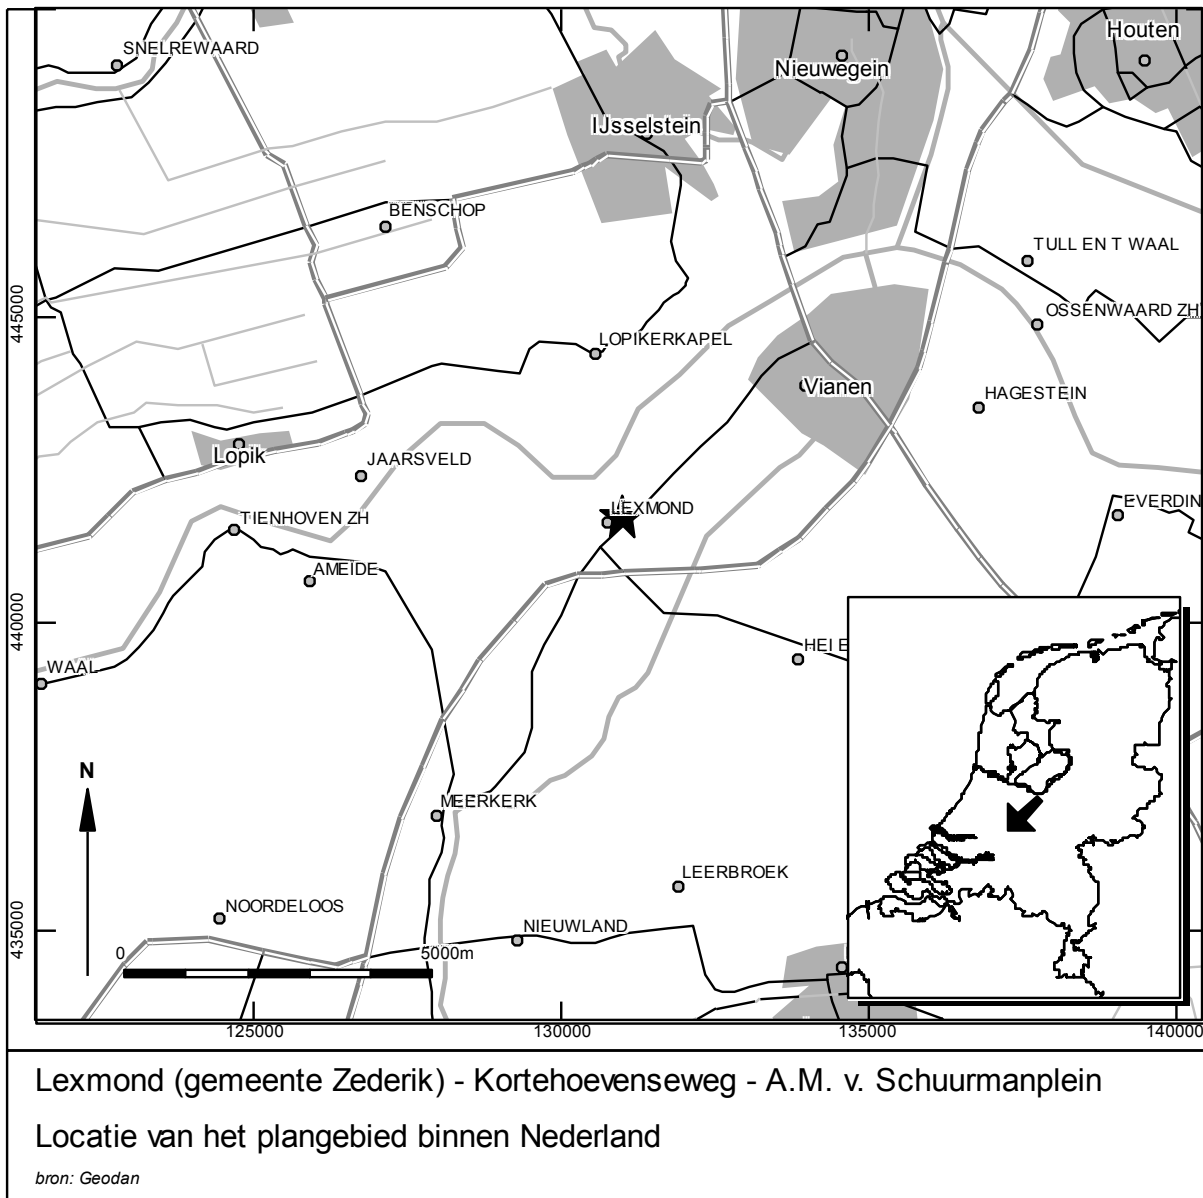 SNELREWAARD
Houten
Nieuwegein
IJsselstein
BENSCHOP
TULL EN T WAAL
OSSENWAARD ZH
LOPIKERKAPEL
Vianen
HAGESTEIN
Lopik
JAARSVELD
LEXMOND
EVERDIN
TIENHOVEN ZH
AMEIDE
HEI E
WAAL
N
MEERKERK
LEERBROEK
NOORDELOOS
NIEUWLAND
0 5000m
445000
440000
435000
125000 130000 135000 140000
Lexmond (gemeente Zederik) - Kortehoevenseweg - A.M. v. Schuurmanplein
Locatie van het plangebied binnen Nederland
bron: Geodan